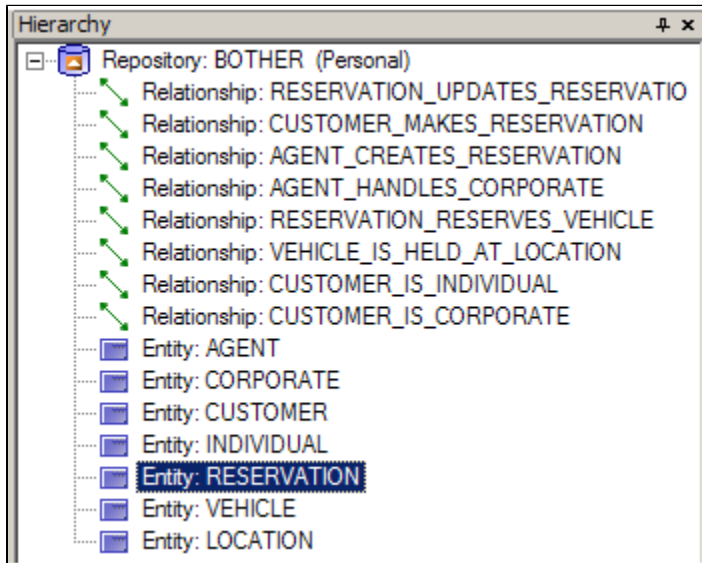 Hierarchy
Repository: BOTHER (Personal)
Relationship: RESERVATION_UPDATES_RESERVATIO
Relationship: CUSTOMER_MAKES_RESERVATION
Relationship: AGENT_CREATES_RESERVATION
Relationship: AGENT_HANDLES_CORPORATE
Relationship: RESERVATION_RESERVES_VEHICLE
Relationship: VEHICLE_IS_HELD_AT_LOCATION
Relationship: CUSTOMER_IS_INDIVIDUAL
Relationship: CUSTOMER_IS_CORPORATE
Entity: AGENT
Entity: CORPORATE
Entity: CUSTOMER
Entity: INDIVIDUAL
Entity: RESERVATION
Entity: VEHICLE
Entity: LOCATION